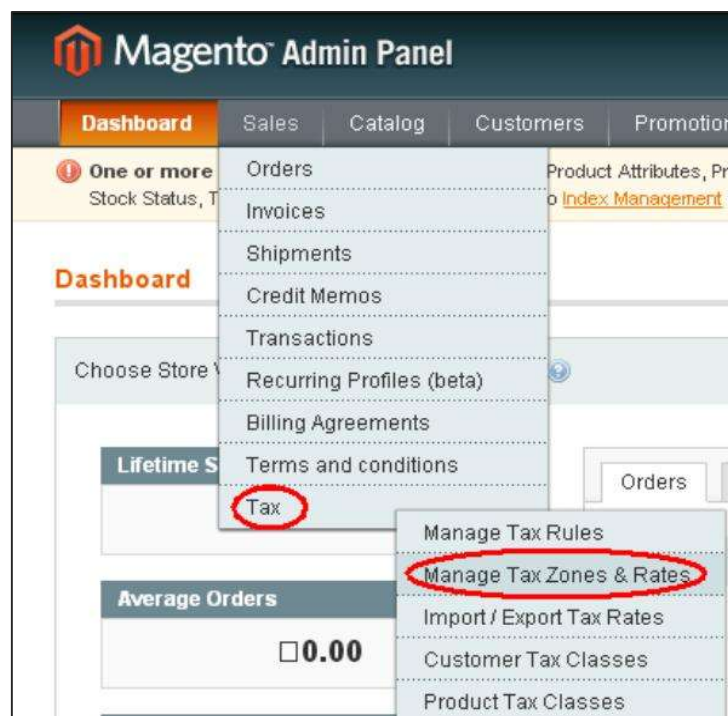 Magento™ Admin Panel
Dashboard Sales Catalog Customers Promotion
One or more Product Attributes, Pr
Stock Status, T o Index Management
Orders
Invoices
Shipments
Credit Memos
Transactions
Recurring Profiles (beta)
Billing Agreements
Terms and conditions
Tax
Dashboard
Choose Store V
Lifetime S
Orders
Manage Tax Rules
Manage Tax Zones & Rates
Import / Export Tax Rates
Customer Tax Classes
Product Tax Classes
Average Orders
□0.00